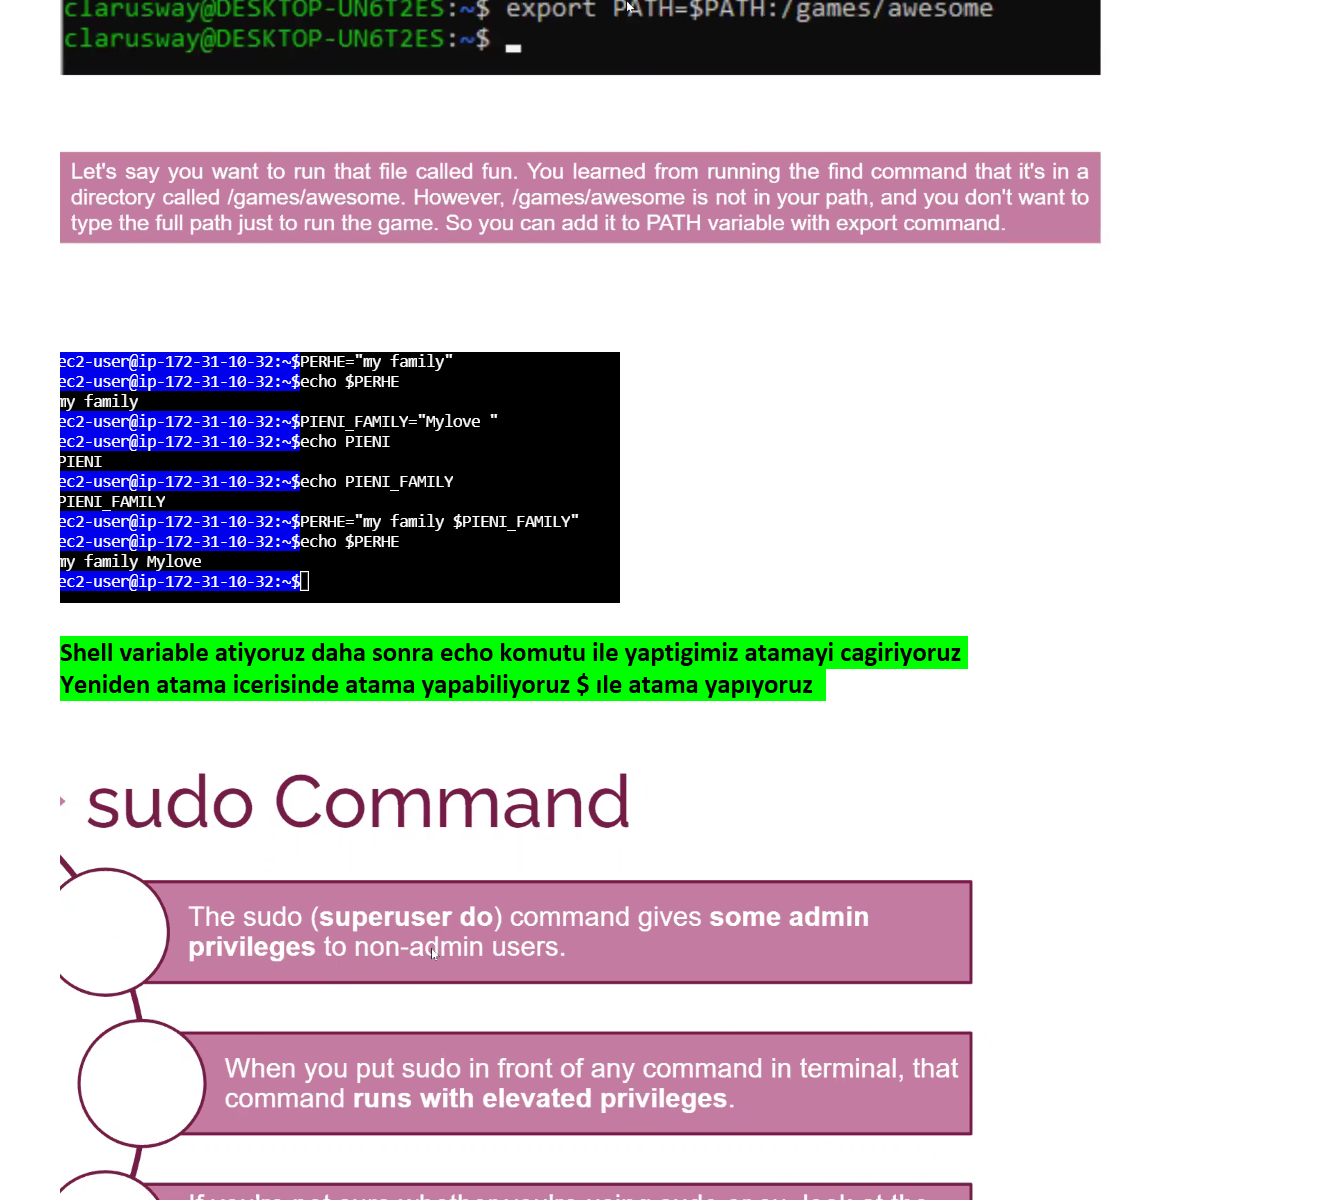 clarusway@DESKTOP-UN6T2ES:~$ export PATH=$PATH:/games/awesome
clarusway@DESKTOP-UN6T2ES:~$
Let's say you want to run that file called fun. You learned from running the find command that it's in a
directory called /games/awesome. However, /games/awesome is not in your path, and you don't want to
type the full path just to run the game. So you can add it to PATH variable with export command.
ec2-user@ip-172-31-10-32:~$PERHE="my family"
ec2-user@ip-172-31-10-32:~$echo $PERHE
my family
ec2-user@ip-172-31-10-32:~$PIENI_FAMILY="Mylove "
ec2-user@ip-172-31-10-32:~$echo PIENI
PIENI
ec2-user@ip-172-31-10-32:~$echo PIENI_FAMILY
PIENI_FAMILY
ec2-user@ip-172-31-10-32:~$PERHE="my family $PIENI_FAMILY"
ec2-user@ip-172-31-10-32:~$echo $PERHE
my family Mylove
ec2-user@ip-172-31-10-32:~$
Shell variable atiyoruz daha sonra echo komutu ile yaptigimiz atamayi cagiriyoruz
Yeniden atama icerisinde atama yapabiliyoruz $ ıle atama yapıyoruz
sudo Command
The sudo (superuser do) command gives some admin
privileges to non-admin users.
When you put sudo in front of any command in terminal, that
command runs with elevated privileges.